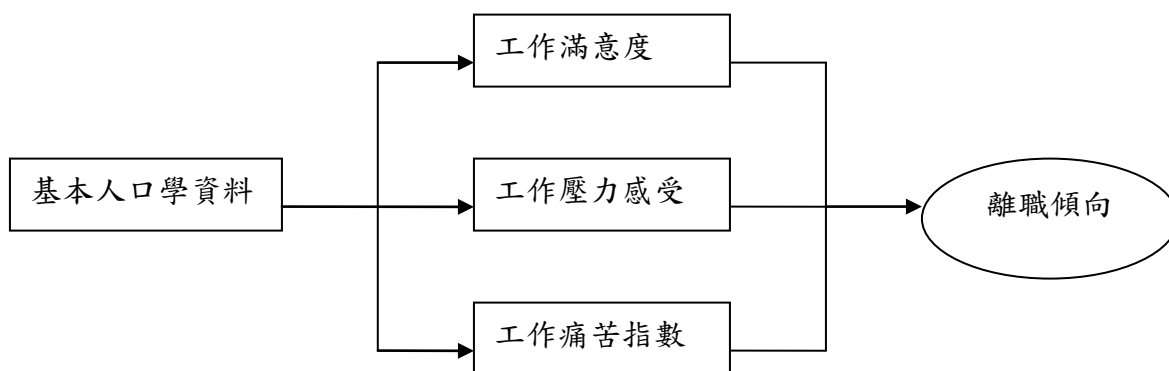 工作滿意度
基本人口學資料
工作壓力感受
離職傾向
工作痛苦指數